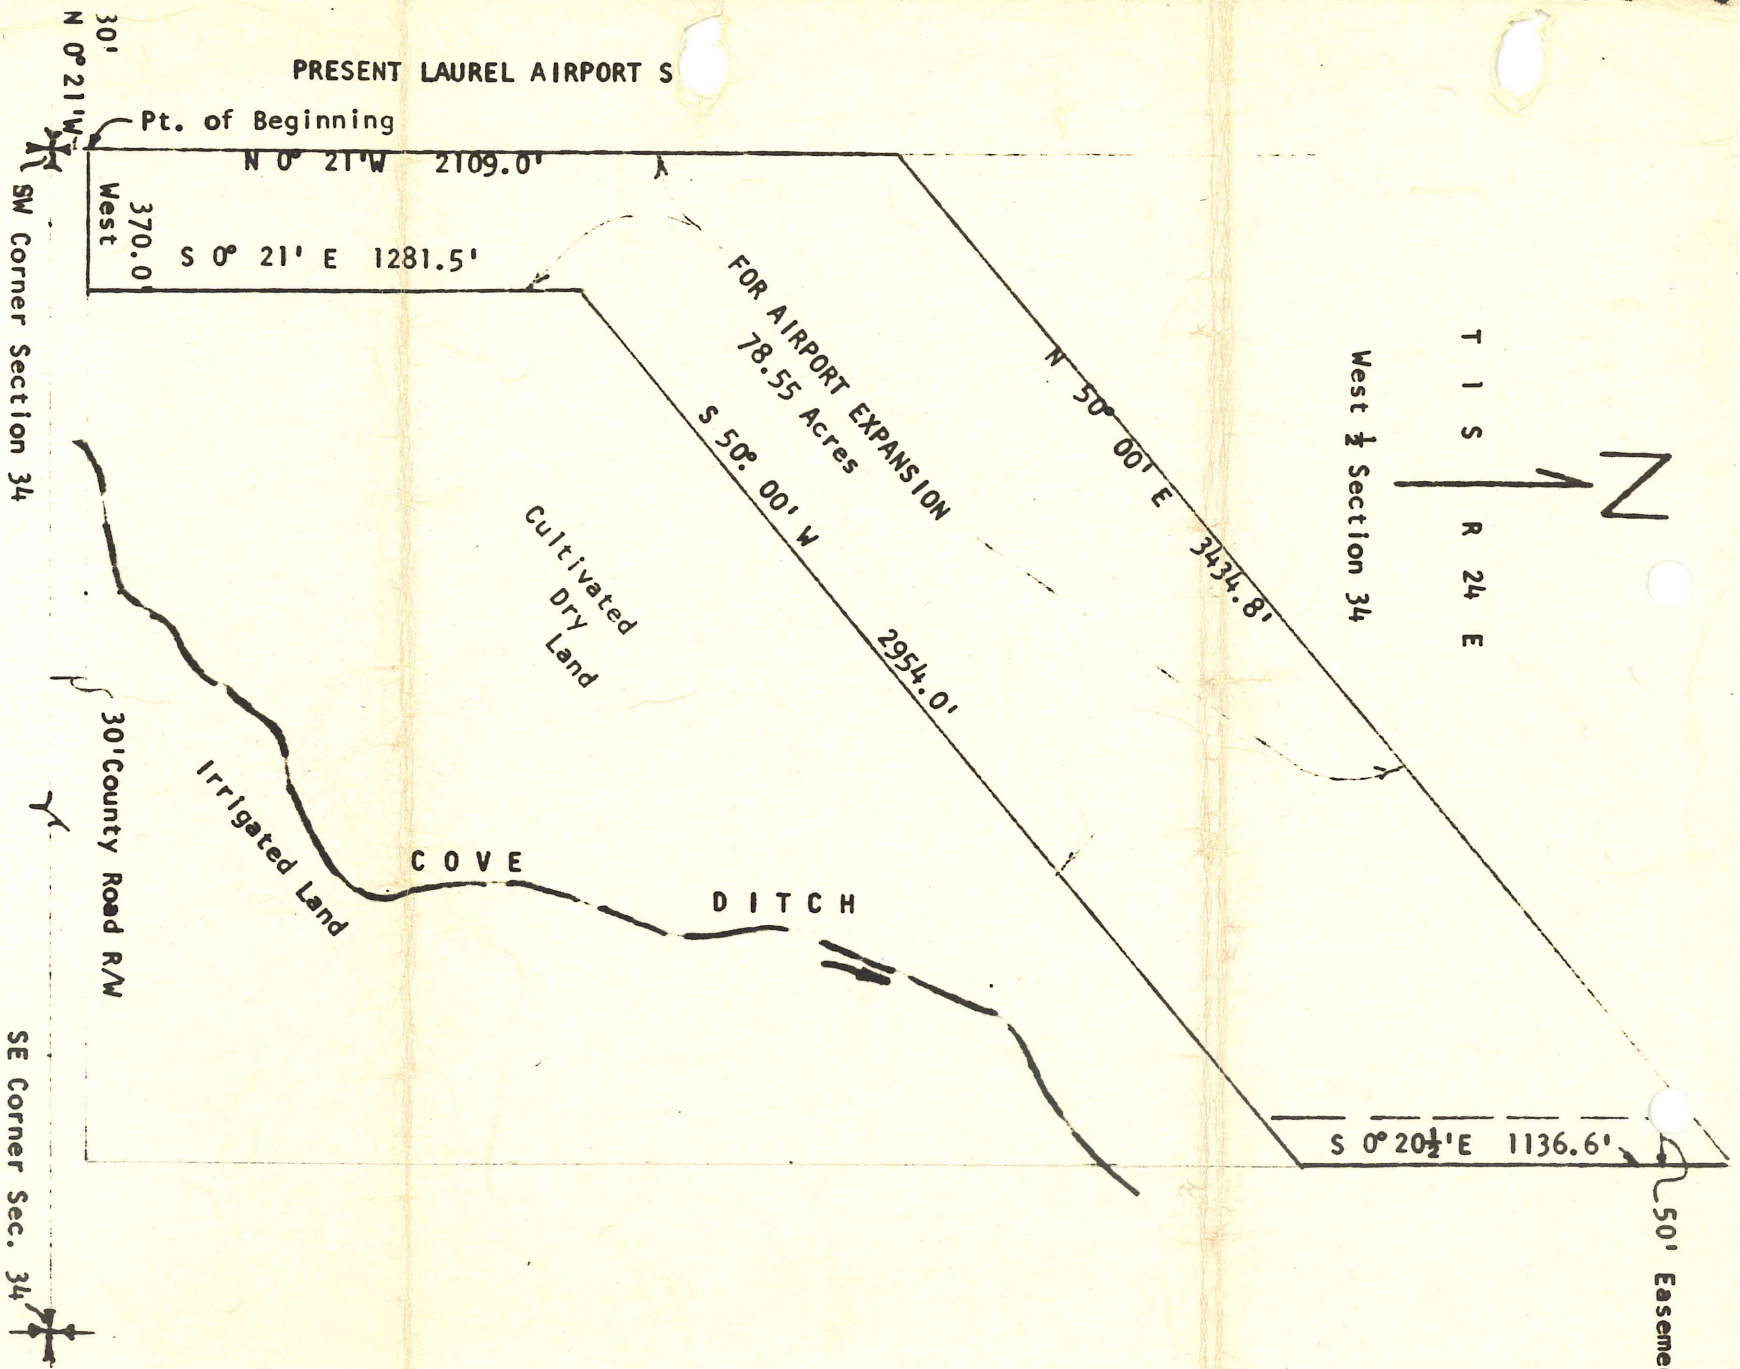 PRESENT LAUREL AIRPORT S
30'
N 0° 21'W
Pt. of Beginning
N 0° 21'W 2109.0'
370.0'
West
S 0° 21' E 1281.5'
SW Corner Section 34
FOR AIRPORT EXPANSION
78.55 Acres
N 50° 00' E 3434.8'
S 50° 00' W 2954.0'
T 1 S R 24 E
West ½ Section 34
N
Cultivated
Dry
Land
Irrigated Land
COVE DITCH
30'County Road R/W
S 0° 20½'E 1136.6'
50' Easeme
SE Corner Sec. 34